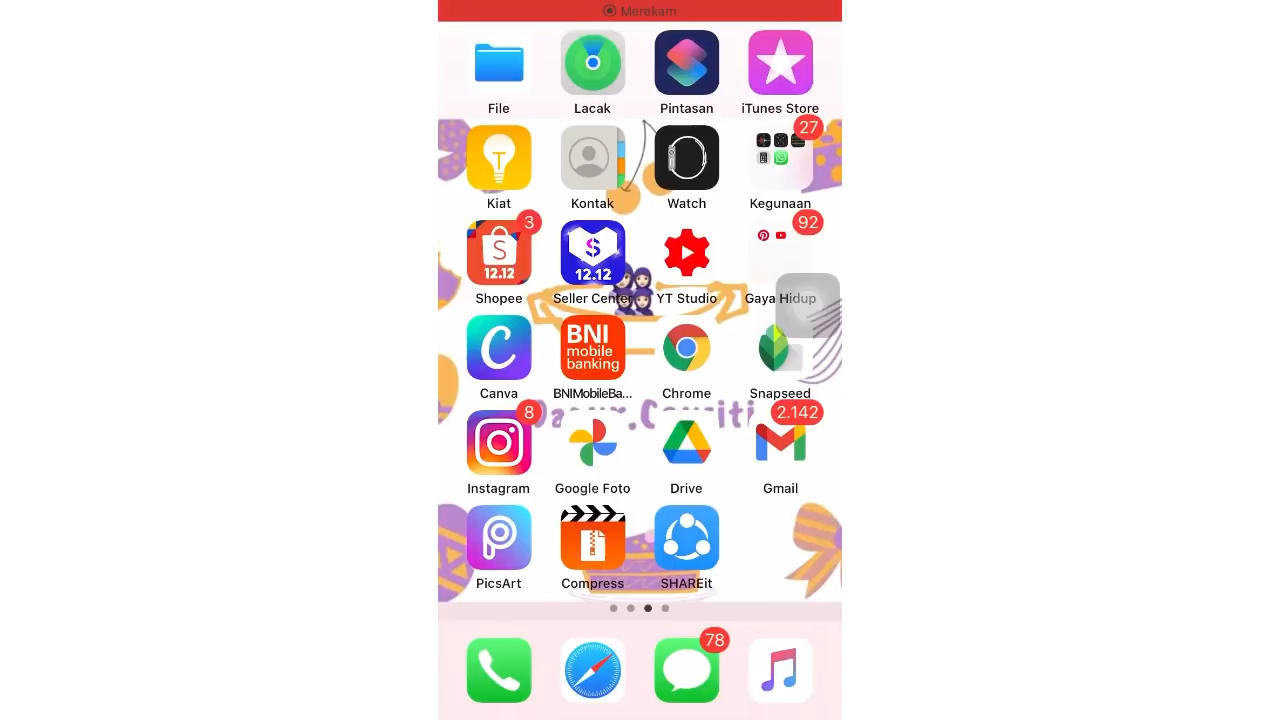 Merekam
File
Lacak
Pintasan
iTunes Store
27
Kiat
Kontak
Watch
Kegunaan
3
92
S
12.12
$
12.12
Shopee
Seller Center
YT Studio
Gaya Hidup
C
BNI
mobile
banking
Canva
BNIMobileBa...
Chrome
Snapseed
8
2.142
Instagram
Google Foto
Drive
Gmail
PicsArt
Compress
SHAREit
78